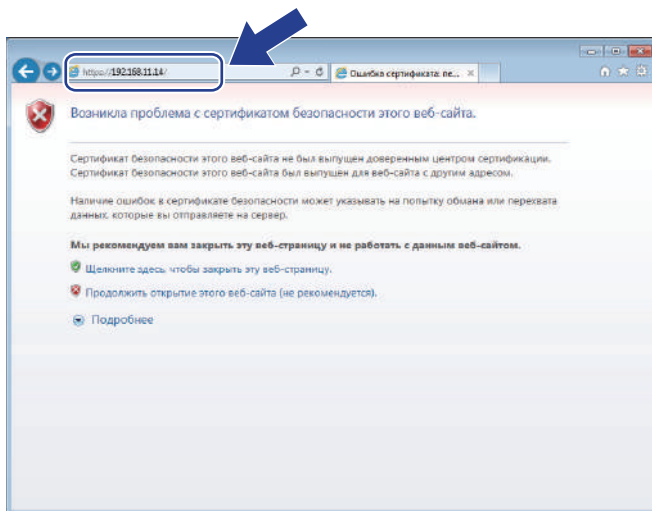 https://192.168.11.14/
Ошибка сертификата: пе...
Возникла проблема с сертификатом безопасности этого веб-сайта.
Сертификат безопасности этого веб-сайта не был выпущен доверенным центром сертификации.
Сертификат безопасности этого веб-сайта был выпущен для веб-сайта с другим адресом.
Наличие ошибок в сертификате безопасности может указывать на попытку обмана или перехвата
данных, которые вы отправляете на сервер.
Мы рекомендуем вам закрыть эту веб-страницу и не работать с данным веб-сайтом.
Щелкните здесь, чтобы закрыть эту веб-страницу.
Продолжить открытие этого веб-сайта (не рекомендуется).
Подробнее